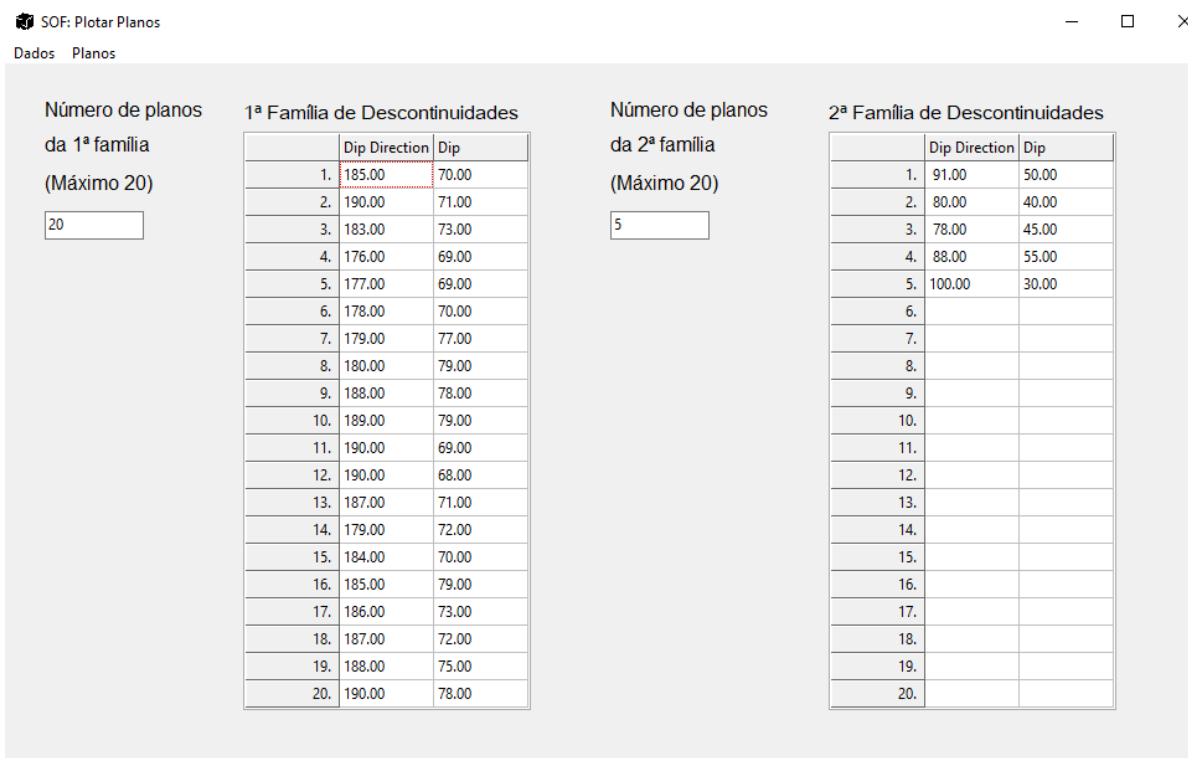 SOF: Plotar Planos
Dados Planos
Número de planos
da 1ª família
(Máximo 20)
20
1ª Família de Descontinuidades
Dip Direction Dip
1. 185.00 70.00
2. 190.00 71.00
3. 183.00 73.00
4. 176.00 69.00
5. 177.00 69.00
6. 178.00 70.00
7. 179.00 77.00
8. 180.00 79.00
9. 188.00 78.00
10. 189.00 79.00
11. 190.00 69.00
12. 190.00 68.00
13. 187.00 71.00
14. 179.00 72.00
15. 184.00 70.00
16. 185.00 79.00
17. 186.00 73.00
18. 187.00 72.00
19. 188.00 75.00
20. 190.00 78.00
Número de planos
da 2ª família
(Máximo 20)
5
2ª Família de Descontinuidades
Dip Direction Dip
1. 91.00 50.00
2. 80.00 40.00
3. 78.00 45.00
4. 88.00 55.00
5. 100.00 30.00
6.
7.
8.
9.
10.
11.
12.
13.
14.
15.
16.
17.
18.
19.
20.